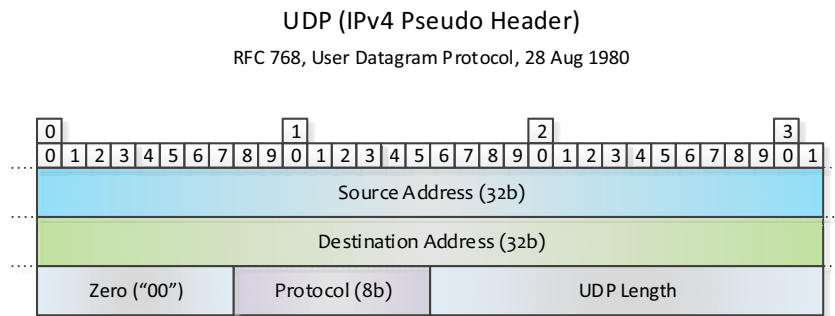 UDP (IPv4 Pseudo Header)
RFC 768, User Datagram Protocol, 28 Aug 1980
0 1 2 3
0 1 2 3 4 5 6 7 8 9 0 1 2 3 4 5 6 7 8 9 0 1 2 3 4 5 6 7 8 9 0 1
Source Address (32b)
Destination Address (32b)
Zero (“00”) Protocol (8b) UDP Length